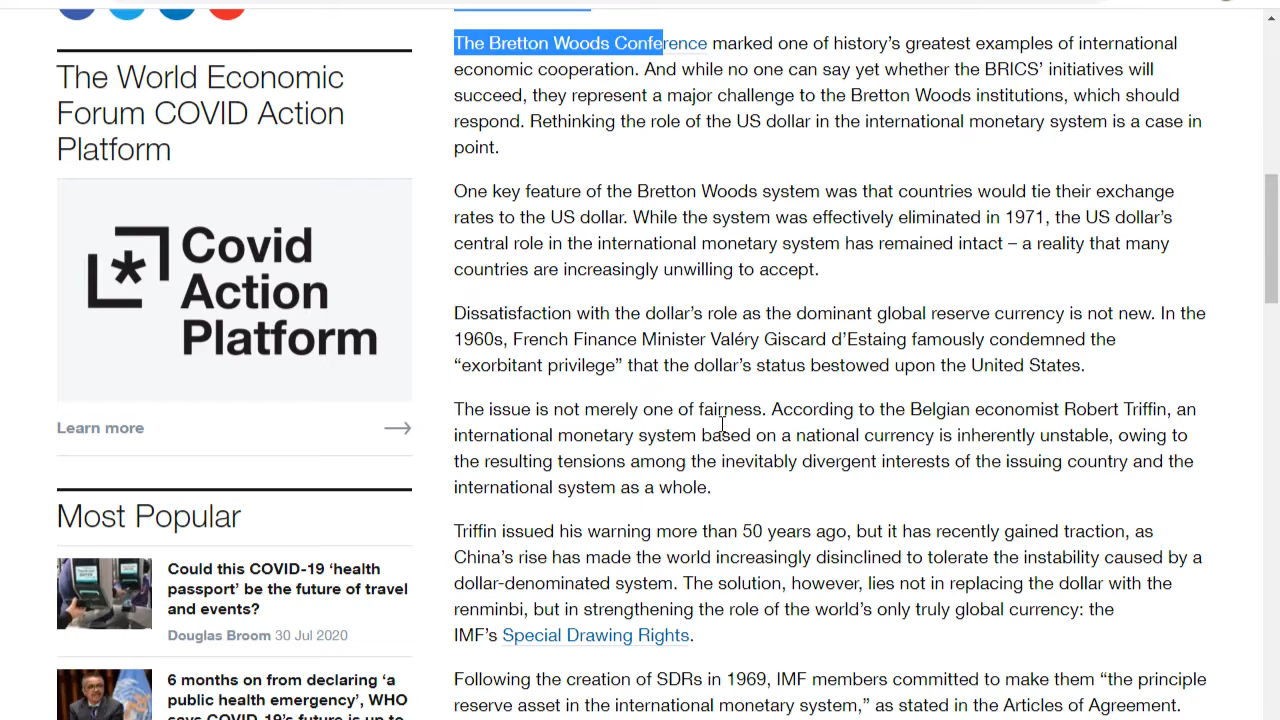 The World Economic
Forum COVID Action
Platform
Covid
Action
Platform
Learn more
Most Popular
Could this COVID-19 ‘health
passport’ be the future of travel
and events?
Douglas Broom 30 Jul 2020
6 months on from declaring ‘a
public health emergency’, WHO
says COVID-19’s future is up to
The Bretton Woods Conference marked one of history’s greatest examples of international
economic cooperation. And while no one can say yet whether the BRICS’ initiatives will
succeed, they represent a major challenge to the Bretton Woods institutions, which should
respond. Rethinking the role of the US dollar in the international monetary system is a case in
point.
One key feature of the Bretton Woods system was that countries would tie their exchange
rates to the US dollar. While the system was effectively eliminated in 1971, the US dollar’s
central role in the international monetary system has remained intact – a reality that many
countries are increasingly unwilling to accept.
Dissatisfaction with the dollar’s role as the dominant global reserve currency is not new. In the
1960s, French Finance Minister Valéry Giscard d’Estaing famously condemned the
“exorbitant privilege” that the dollar’s status bestowed upon the United States.
The issue is not merely one of fairness. According to the Belgian economist Robert Triffin, an
international monetary system based on a national currency is inherently unstable, owing to
the resulting tensions among the inevitably divergent interests of the issuing country and the
international system as a whole.
Triffin issued his warning more than 50 years ago, but it has recently gained traction, as
China’s rise has made the world increasingly disinclined to tolerate the instability caused by a
dollar-denominated system. The solution, however, lies not in replacing the dollar with the
renminbi, but in strengthening the role of the world’s only truly global currency: the
IMF’s Special Drawing Rights.
Following the creation of SDRs in 1969, IMF members committed to make them “the principle
reserve asset in the international monetary system,” as stated in the Articles of Agreement.